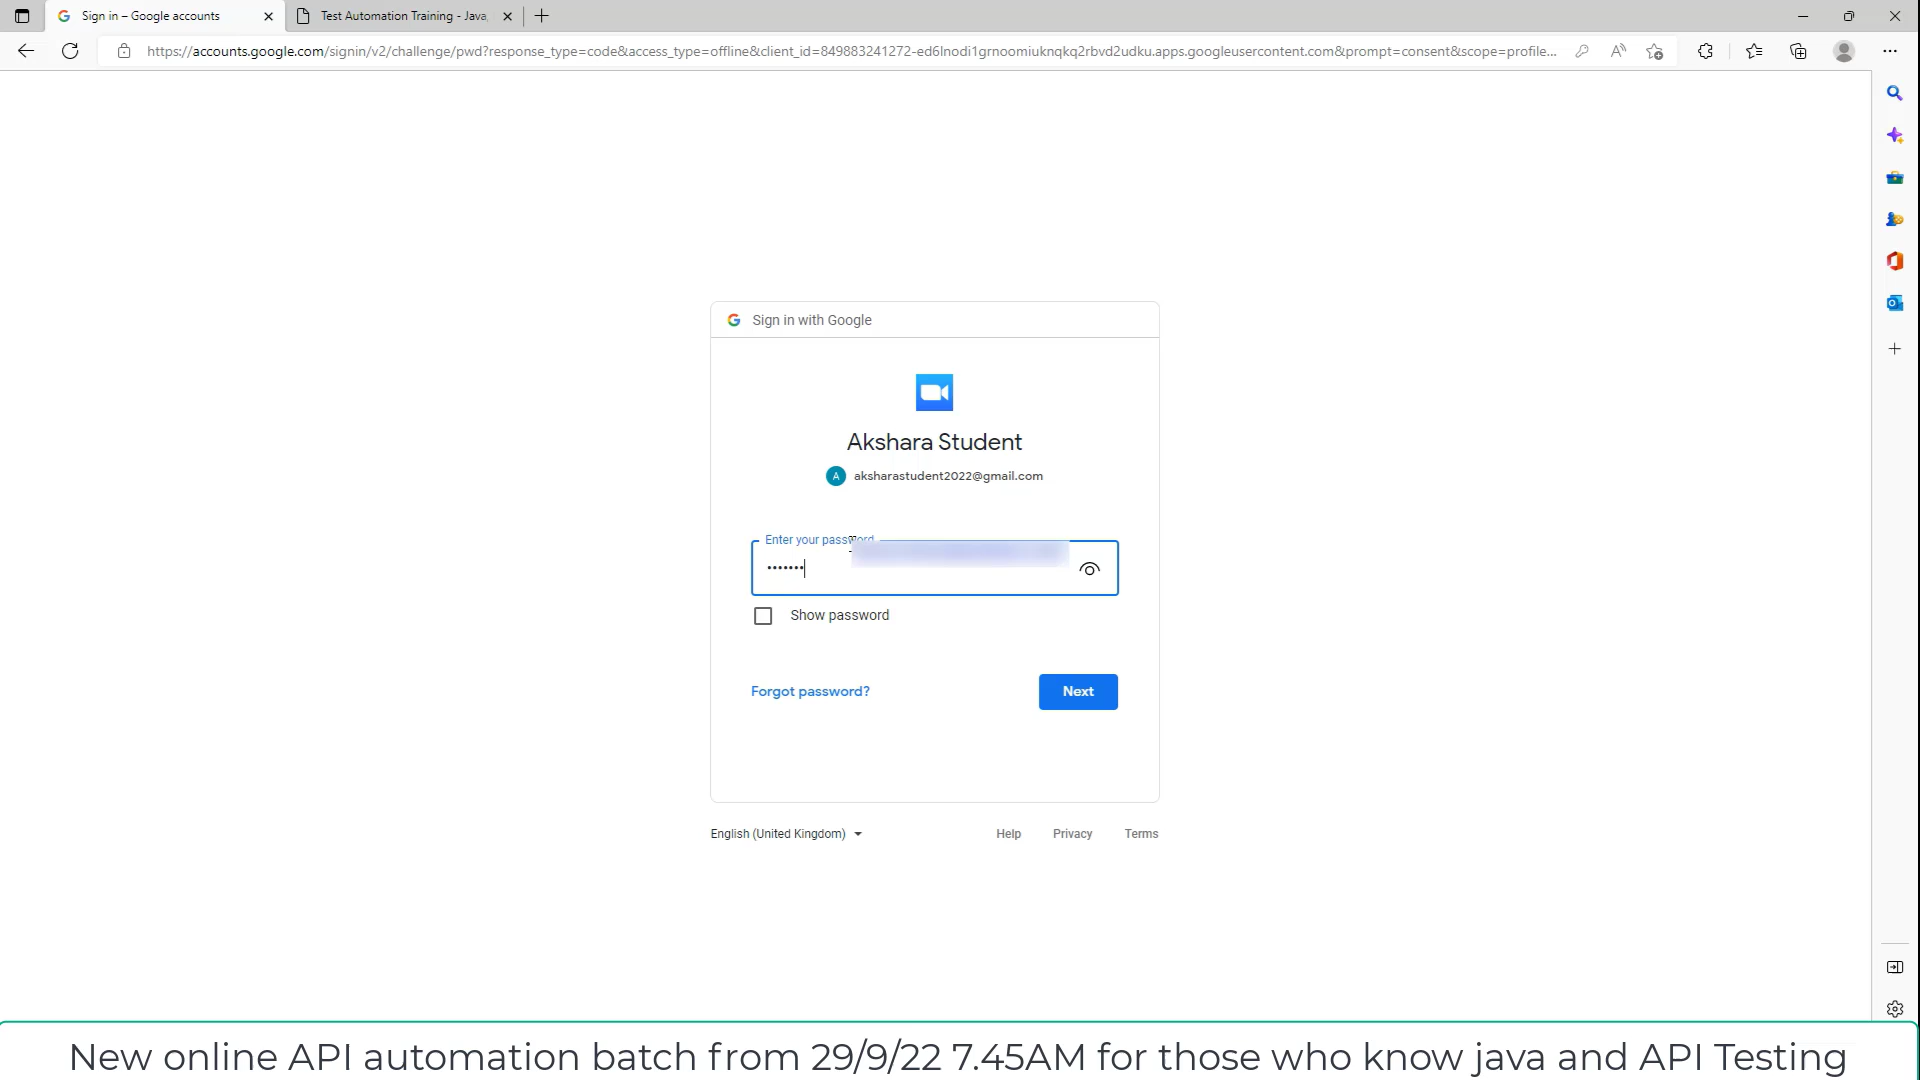 Sign in – Google accounts
Test Automation Training - Java,
https://accounts.google.com/signin/v2/challenge/pwd?response_type=code&access_type=offline&client_id=849883241272-ed6lnodi1grnoomiuknqkq2rbvd2udku.apps.googleusercontent.com&prompt=consent&scope=profile...
Sign in with Google
Akshara Student
A aksharastudent2022@gmail.com
Enter your password
Show password
Forgot password?
Next
English (United Kingdom)
Help
Privacy
Terms
New online API automation batch from 29/9/22 7.45AM for those who know java and API Testing